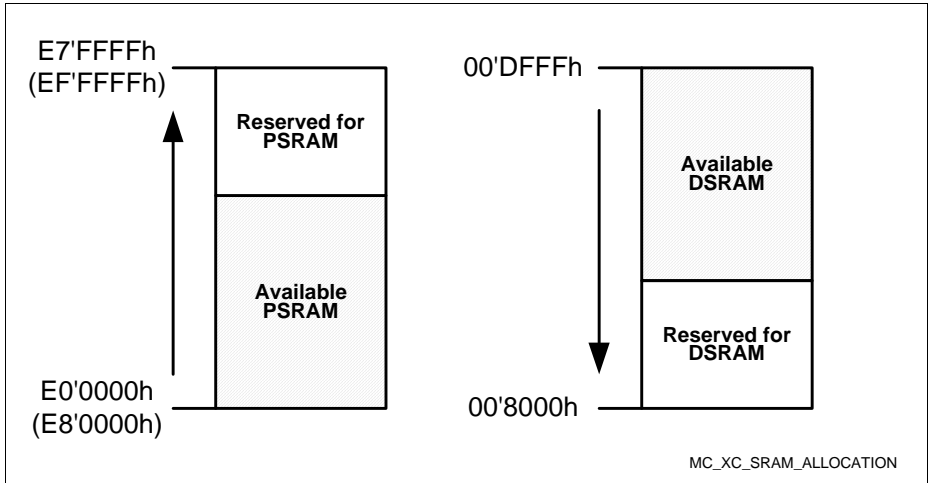 E7'FFFFh
(EF'FFFFh)
Reserved for
PSRAM
Available
PSRAM
E0'0000h
(E8'0000h)
00'DFFFh
Available
DSRAM
Reserved for
DSRAM
00'8000h
MC_XC_SRAM_ALLOCATION